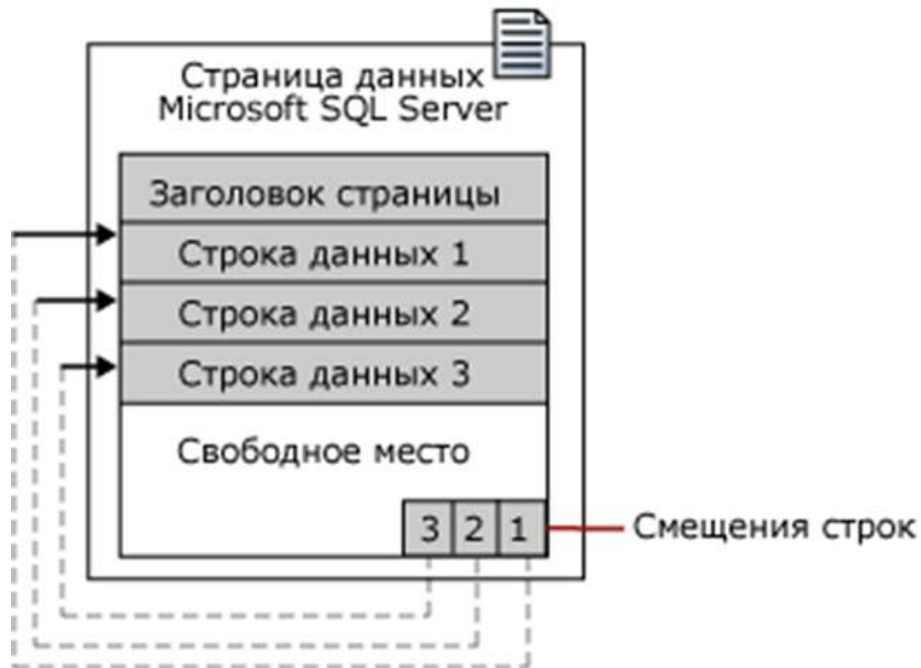 Страница данных
Microsoft SQL Server
Заголовок страницы
Строка данных 1
Строка данных 2
Строка данных 3
Свободное место
3 2 1
Смещения строк